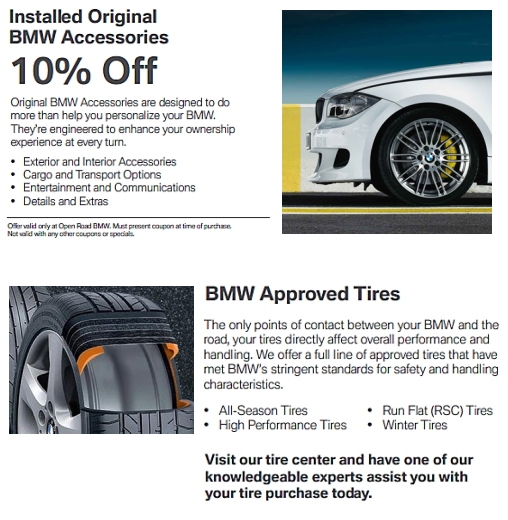 Installed Original
BMW Accessories
10% Off
Original BMW Accessories are designed to do
more than help you personalize your BMW.
They're engineered to enhance your ownership
experience at every turn.
• Exterior and Interior Accessories
• Cargo and Transport Options
• Entertainment and Communications
• Details and Extras
Offer valid only at Open Road BMW. Must present coupon at time of purchase.
Not valid with any other coupons or specials.
BMW Approved Tires
The only points of contact between your BMW and the
road, your tires directly affect overall performance and
handling. We offer a full line of approved tires that have
met BMW's stringent standards for safety and handling
characteristics.
• All-Season Tires • Run Flat (RSC) Tires
• High Performance Tires • Winter Tires
Visit our tire center and have one of our
knowledgeable experts assist you with
your tire purchase today.